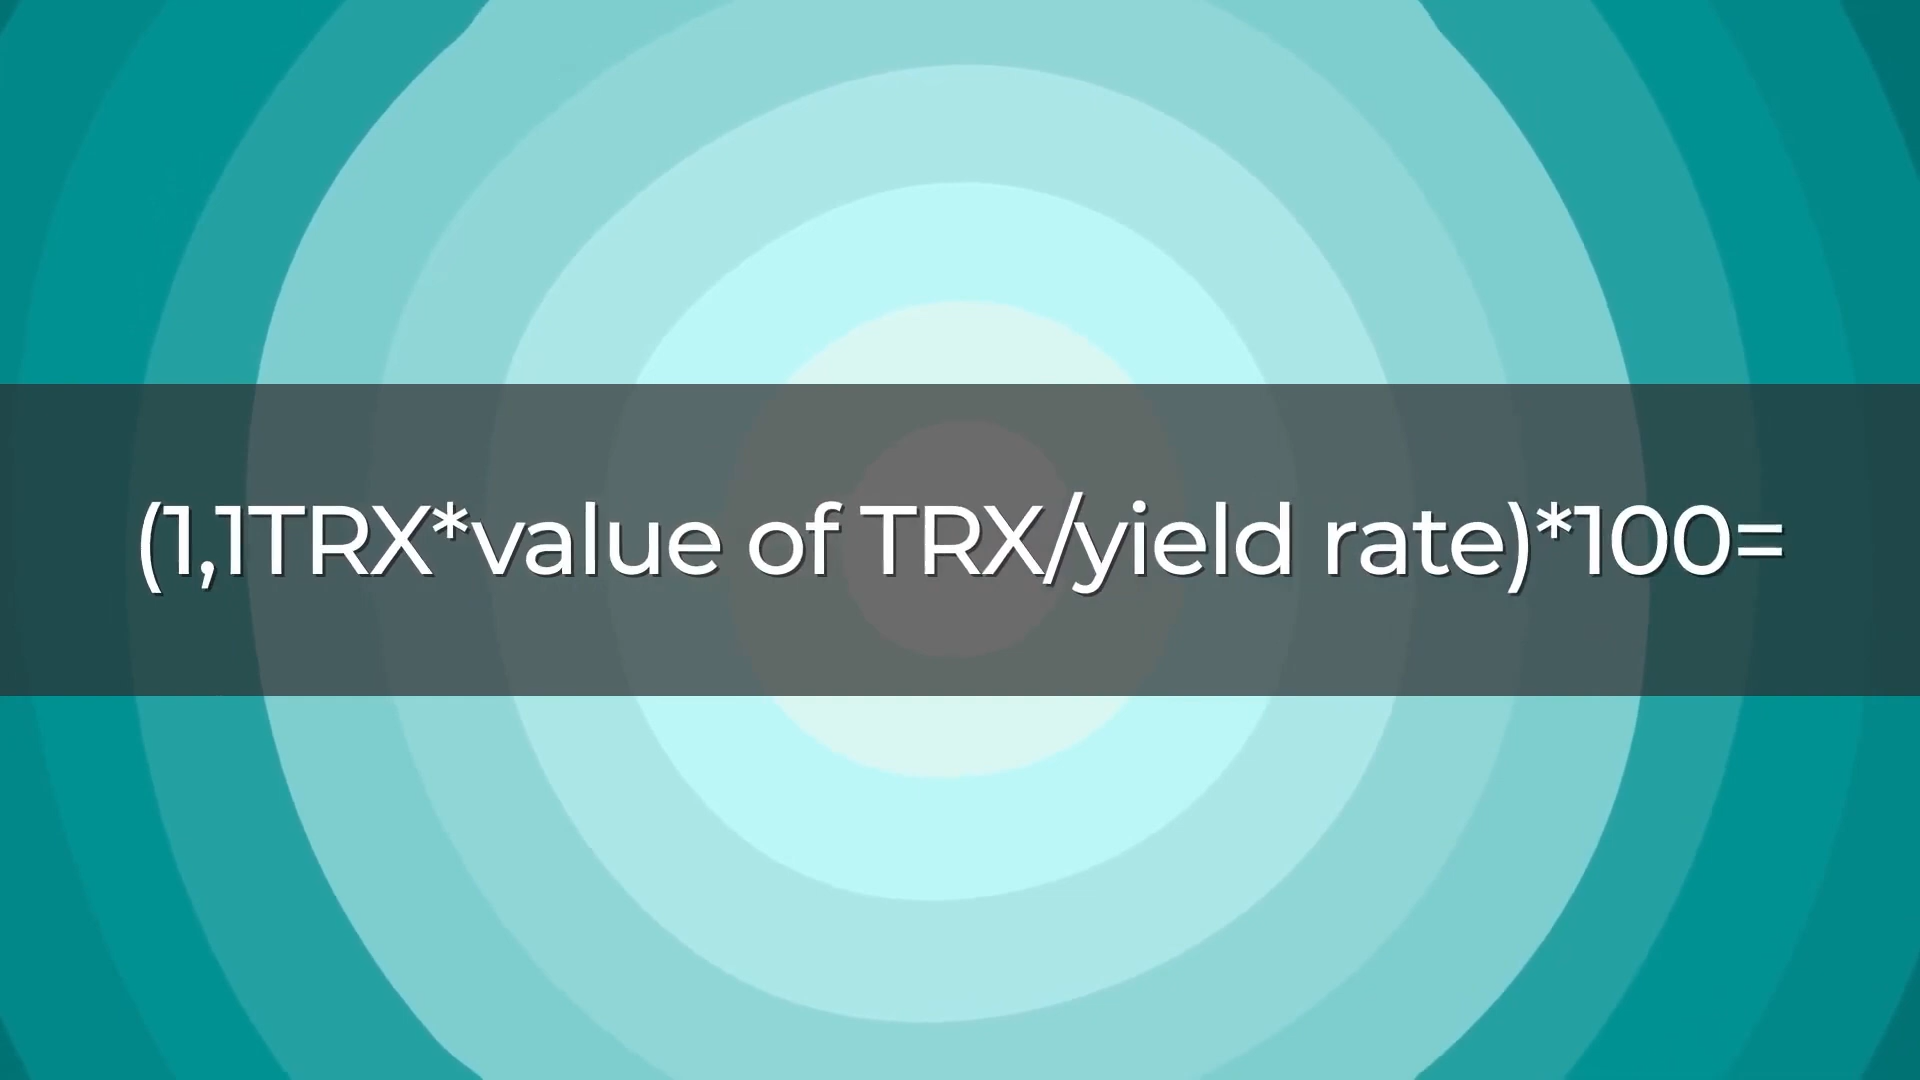 (1,1TRX*value of TRX/yield rate)*100=